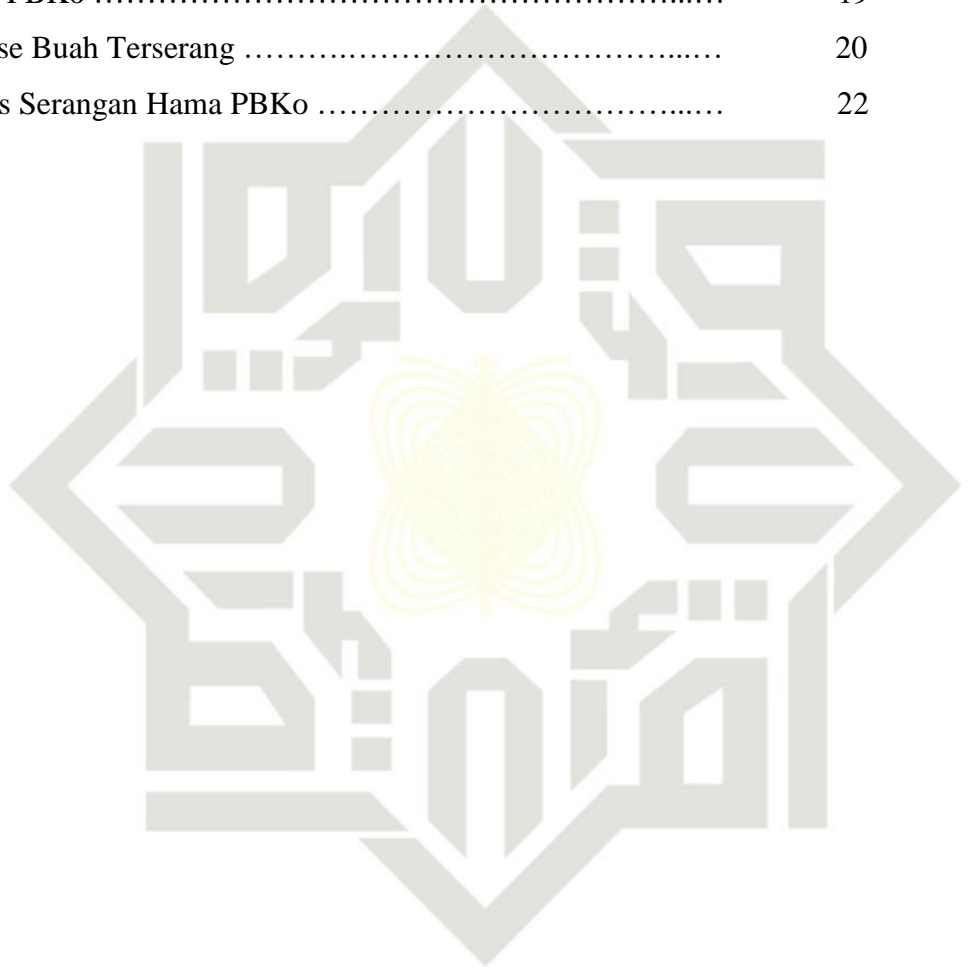 se Buah Terserang ……….…………………………...… 20
s Serangan Hama PBKo ……………………………...… 22